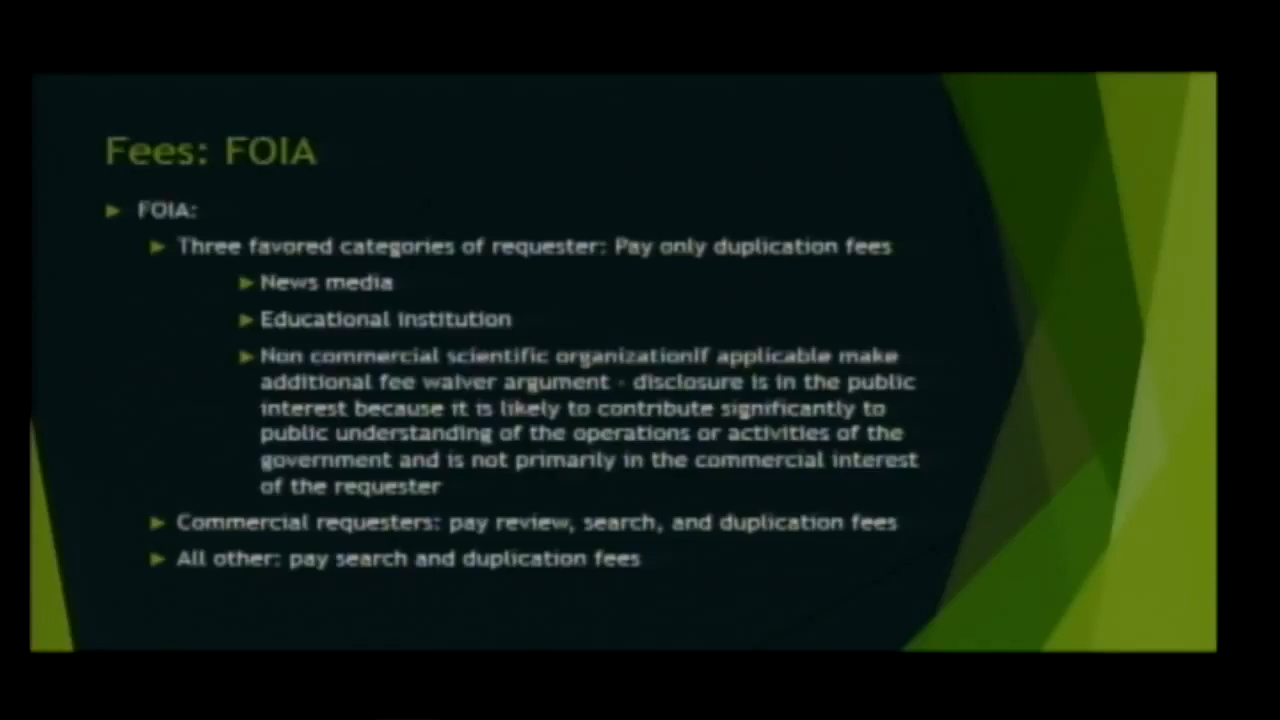 Fees: FOIA
FOIA:
Three favored categories of requester: Pay only duplication fees
News media
Educational institution
Non commercial scientific organizationIf applicable make
additional fee waiver argument - disclosure is in the public
interest because it is likely to contribute significantly to
public understanding of the operations or activities of the
government and is not primarily in the commercial interest
of the requester
Commercial requesters: pay review, search, and duplication fees
All other: pay search and duplication fees